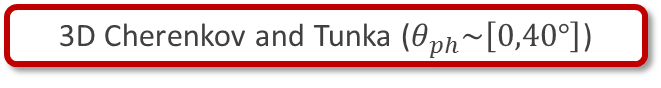 3D Cherenkov and Tunka (θ_ph~[0,40°])